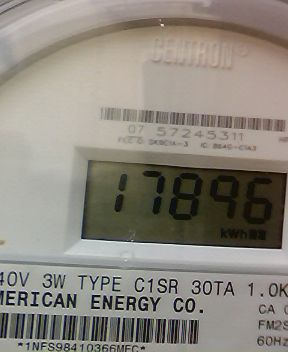 CENTRON®
07 57245311
17896
kWh
40V 3W TYPE C1SR 30TA 1.0K
MERICAN ENERGY CO.
CA
FM2S
60Hz
*1NFS98410366MFC*